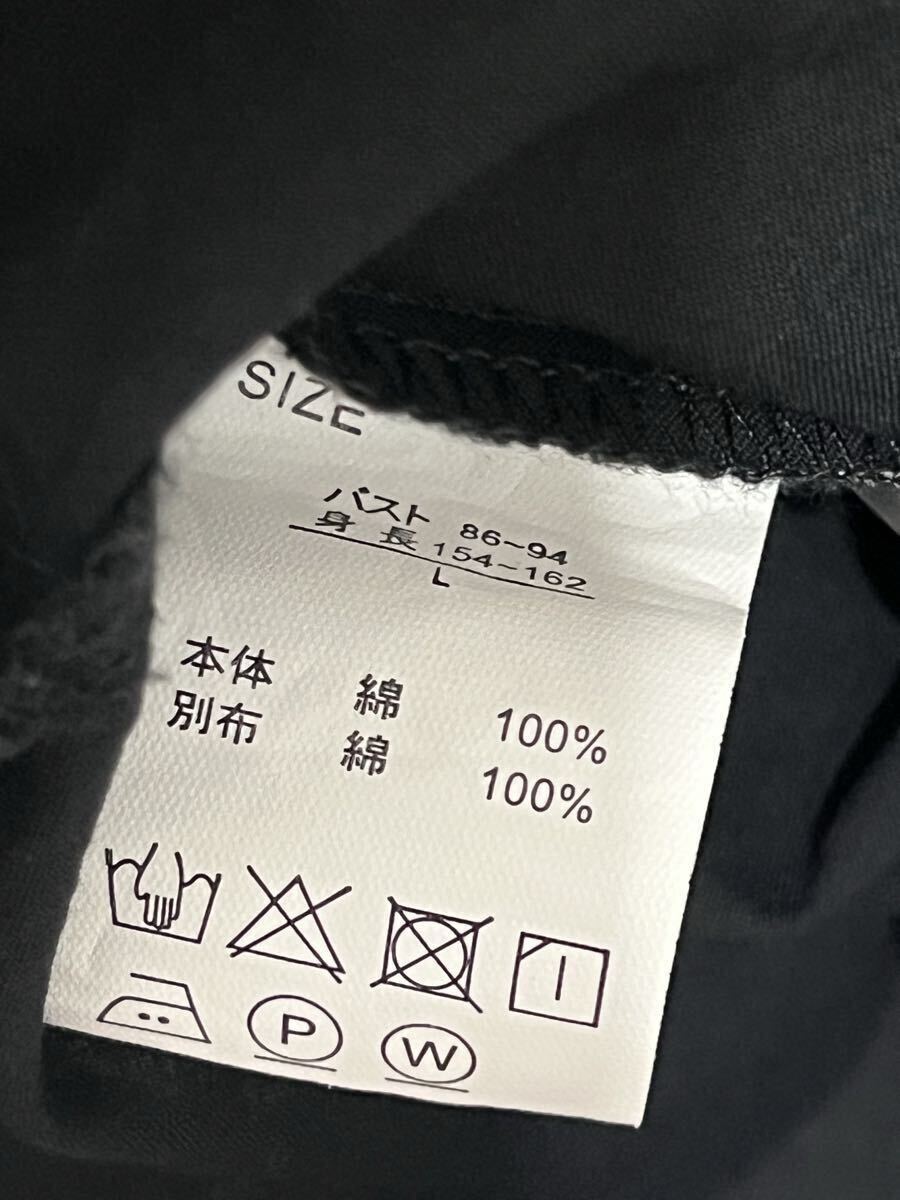 SIZE
バスト 86-94
身長 154-162
L
本体 綿 100%
別布 綿 100%
P
W